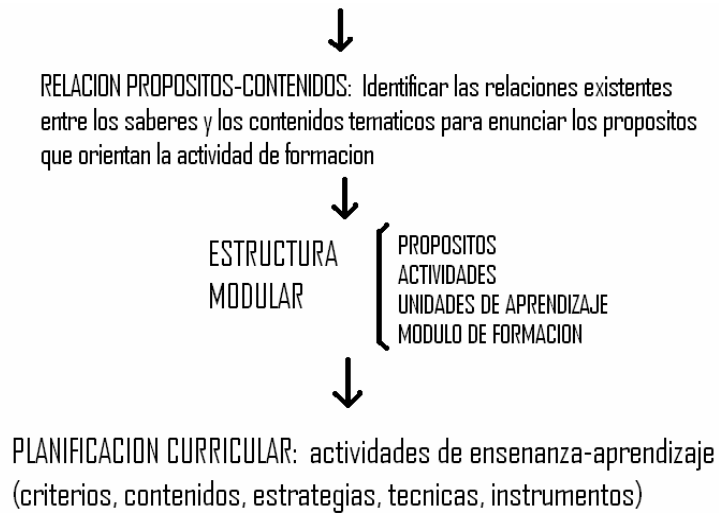 RELACION PROPOSITOS-CONTENIDOS: Identificar las relaciones existentes
entre los saberes y los contenidos tematicos para enunciar los propositos
que orientan la actividad de formacion
ESTRUCTURA
MODULAR
PROPOSITOS
ACTIVIDADES
UNIDADES DE APRENDIZAJE
MODULO DE FORMACION
PLANIFICACION CURRICULAR: actividades de ensenanza-aprendizaje
(criterios, contenidos, estrategias, tecnicas, instrumentos)